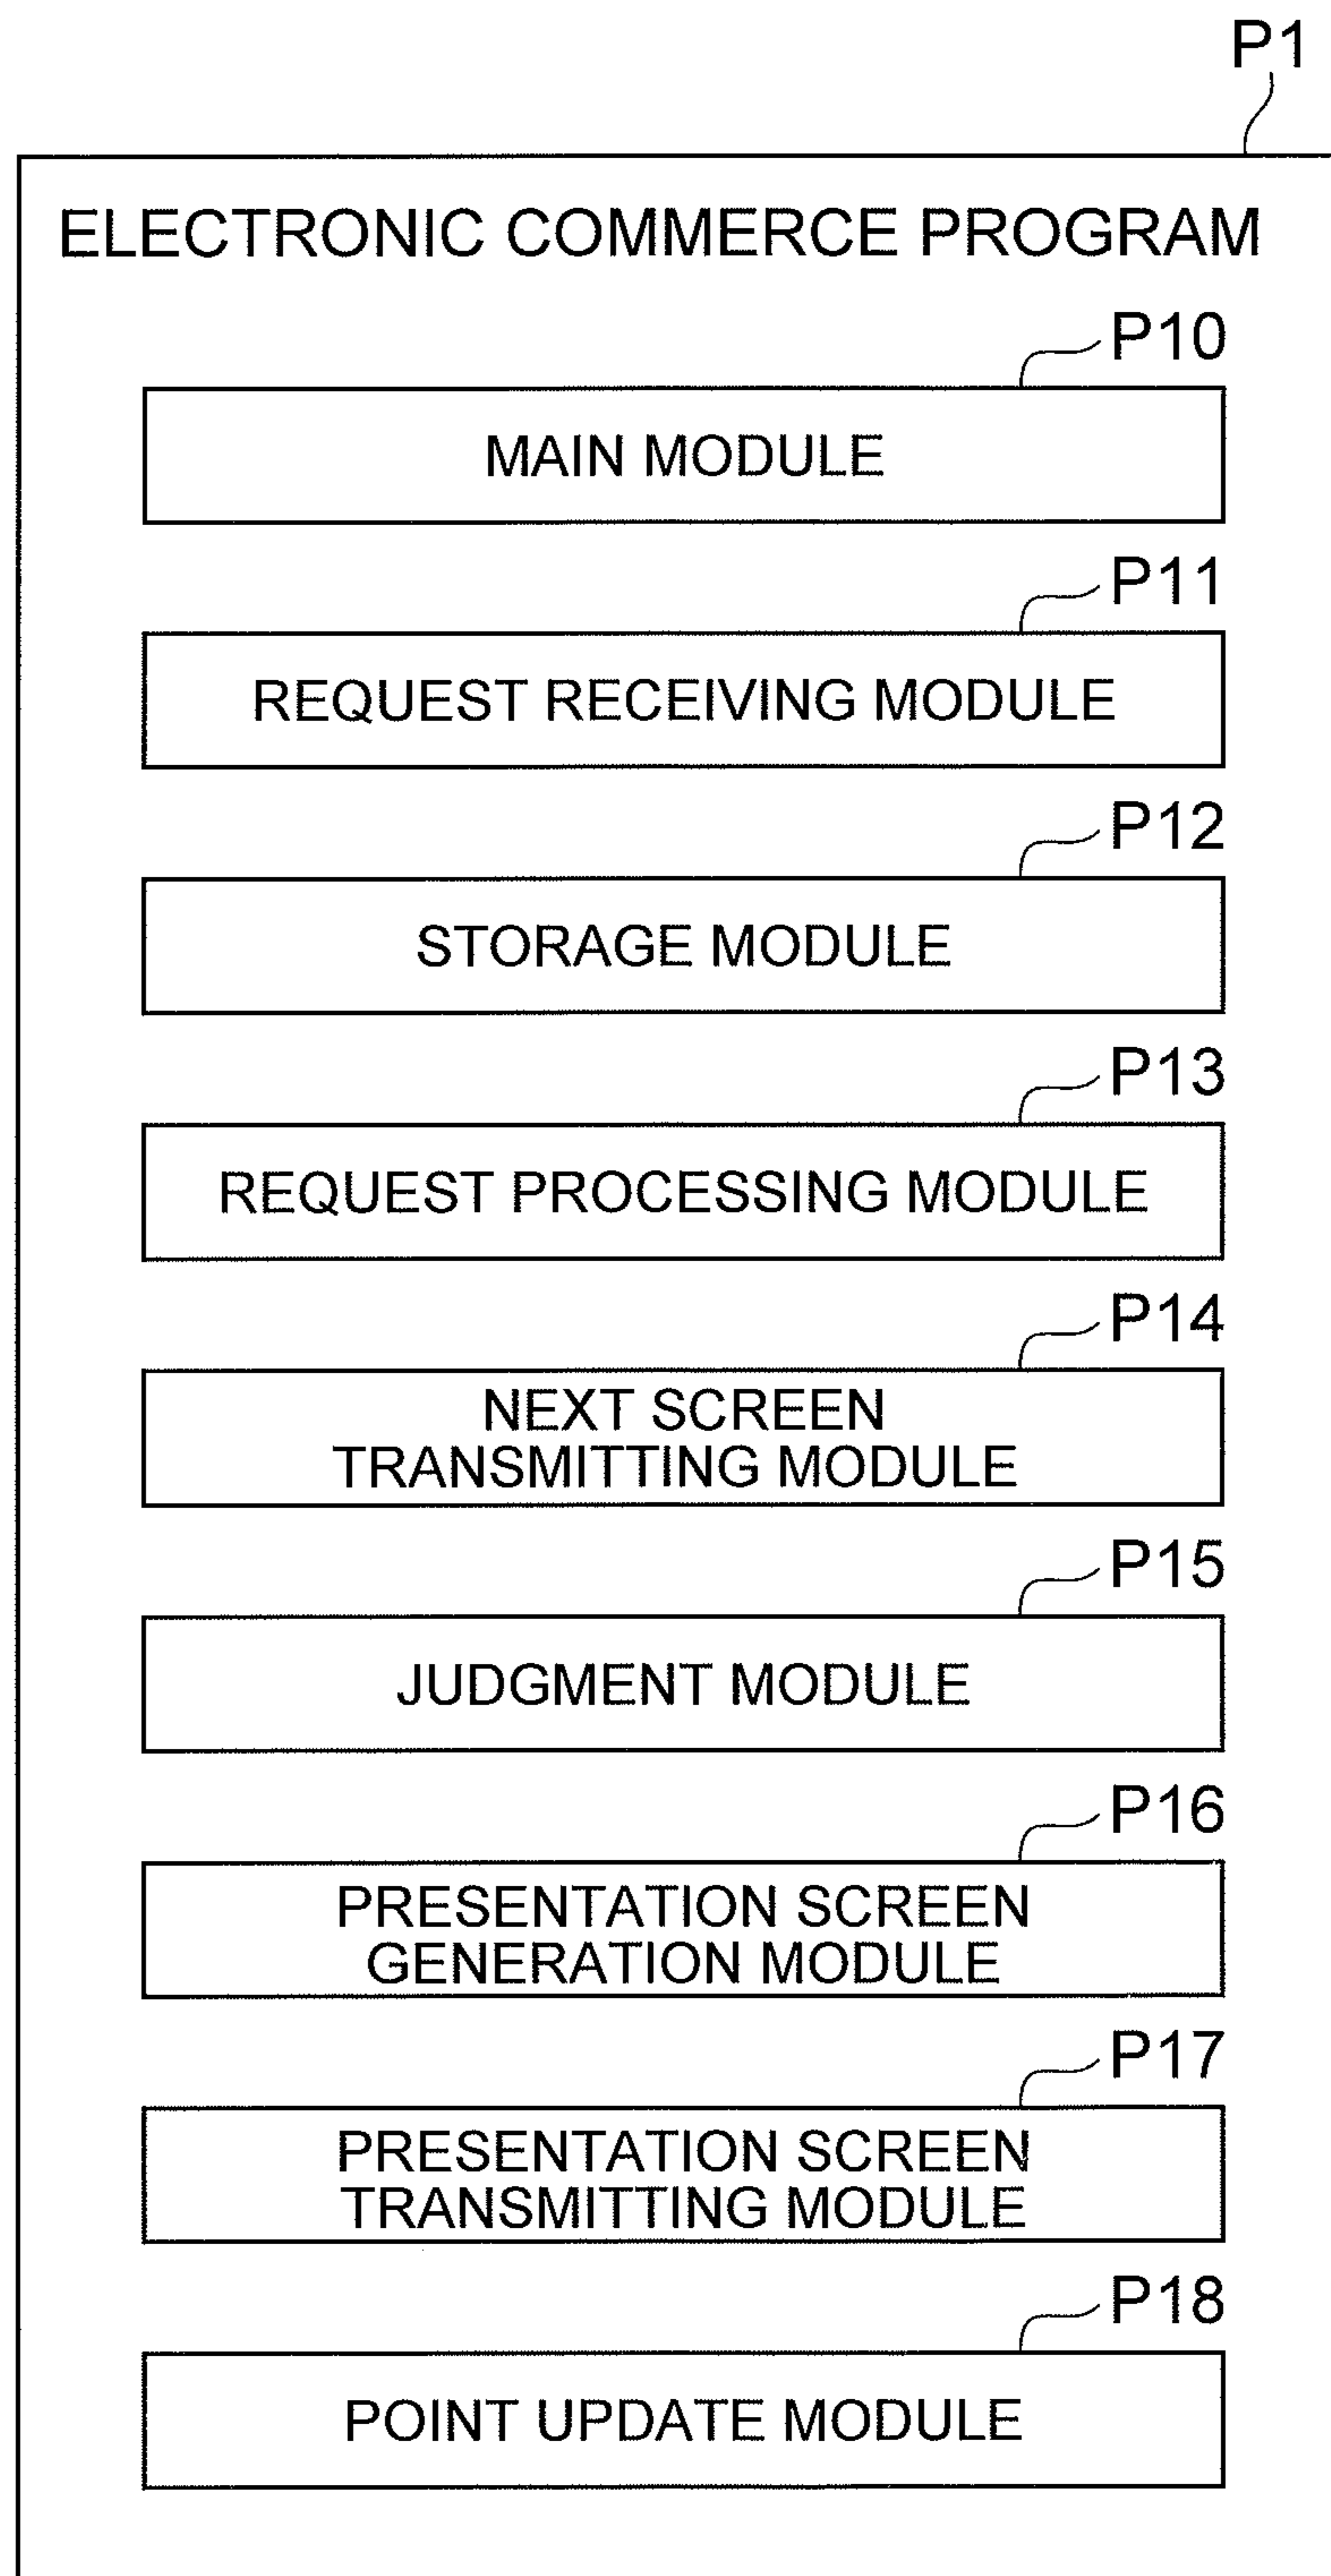 P1
ELECTRONIC COMMERCE PROGRAM
P10
MAIN MODULE
P11
REQUEST RECEIVING MODULE
P12
STORAGE MODULE
P13
REQUEST PROCESSING MODULE
P14
NEXT SCREEN
TRANSMITTING MODULE
P15
JUDGMENT MODULE
P16
PRESENTATION SCREEN
GENERATION MODULE
P17
PRESENTATION SCREEN
TRANSMITTING MODULE
P18
POINT UPDATE MODULE